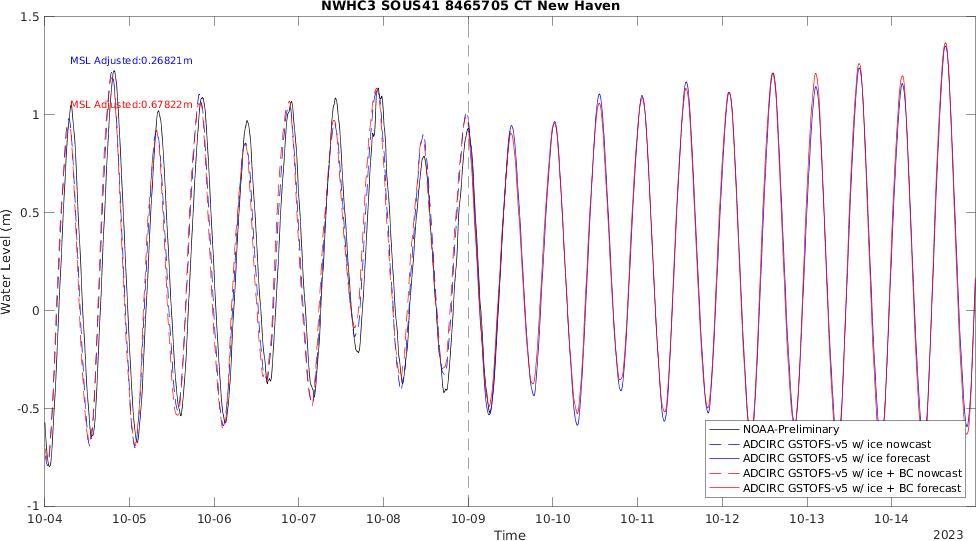 NWHC3 SOUS41 8465705 CT New Haven
1.5
MSL Adjusted:0.26821m
MSL Adjusted:0.67822m
1
0.5
0
-0.5
-1
Water Level (m)
NOAA-Preliminary
ADCIRC GSTOFS-v5 w/ ice nowcast
ADCIRC GSTOFS-v5 w/ ice forecast
ADCIRC GSTOFS-v5 w/ ice + BC nowcast
ADCIRC GSTOFS-v5 w/ ice + BC forecast
10-04 10-05 10-06 10-07 10-08 10-09 10-10 10-11 10-12 10-13 10-14
Time
2023